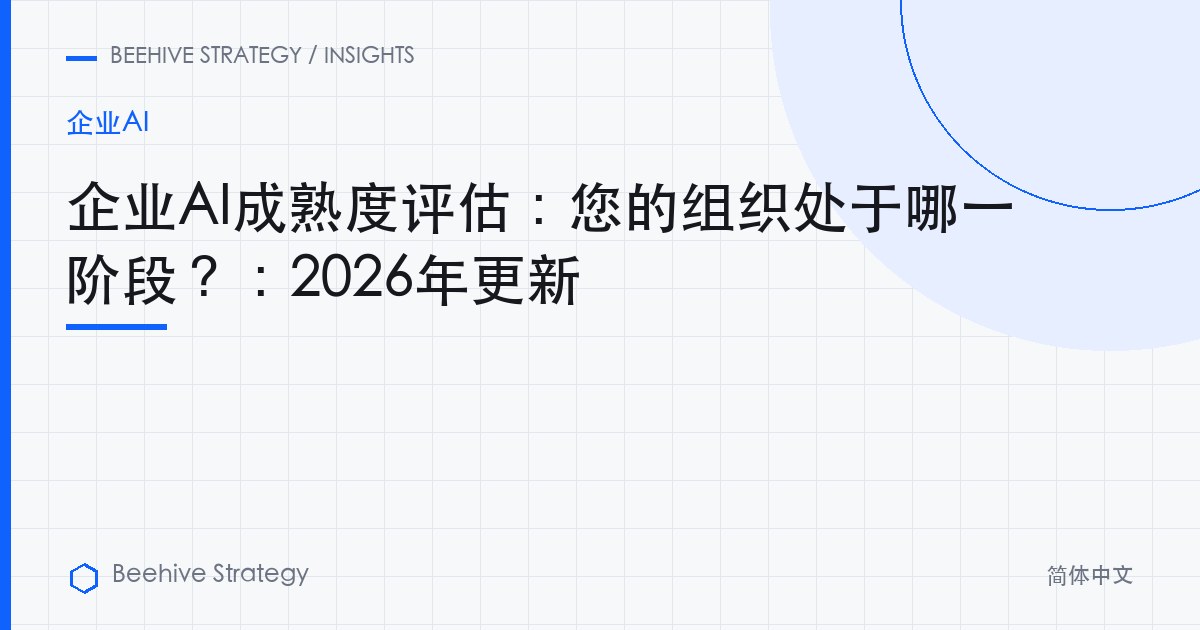 BEEHIVE STRATEGY / INSIGHTS
企业AI
企业AI成熟度评估：您的组织处于哪一
阶段？：2026年更新
Beehive Strategy
简体中文